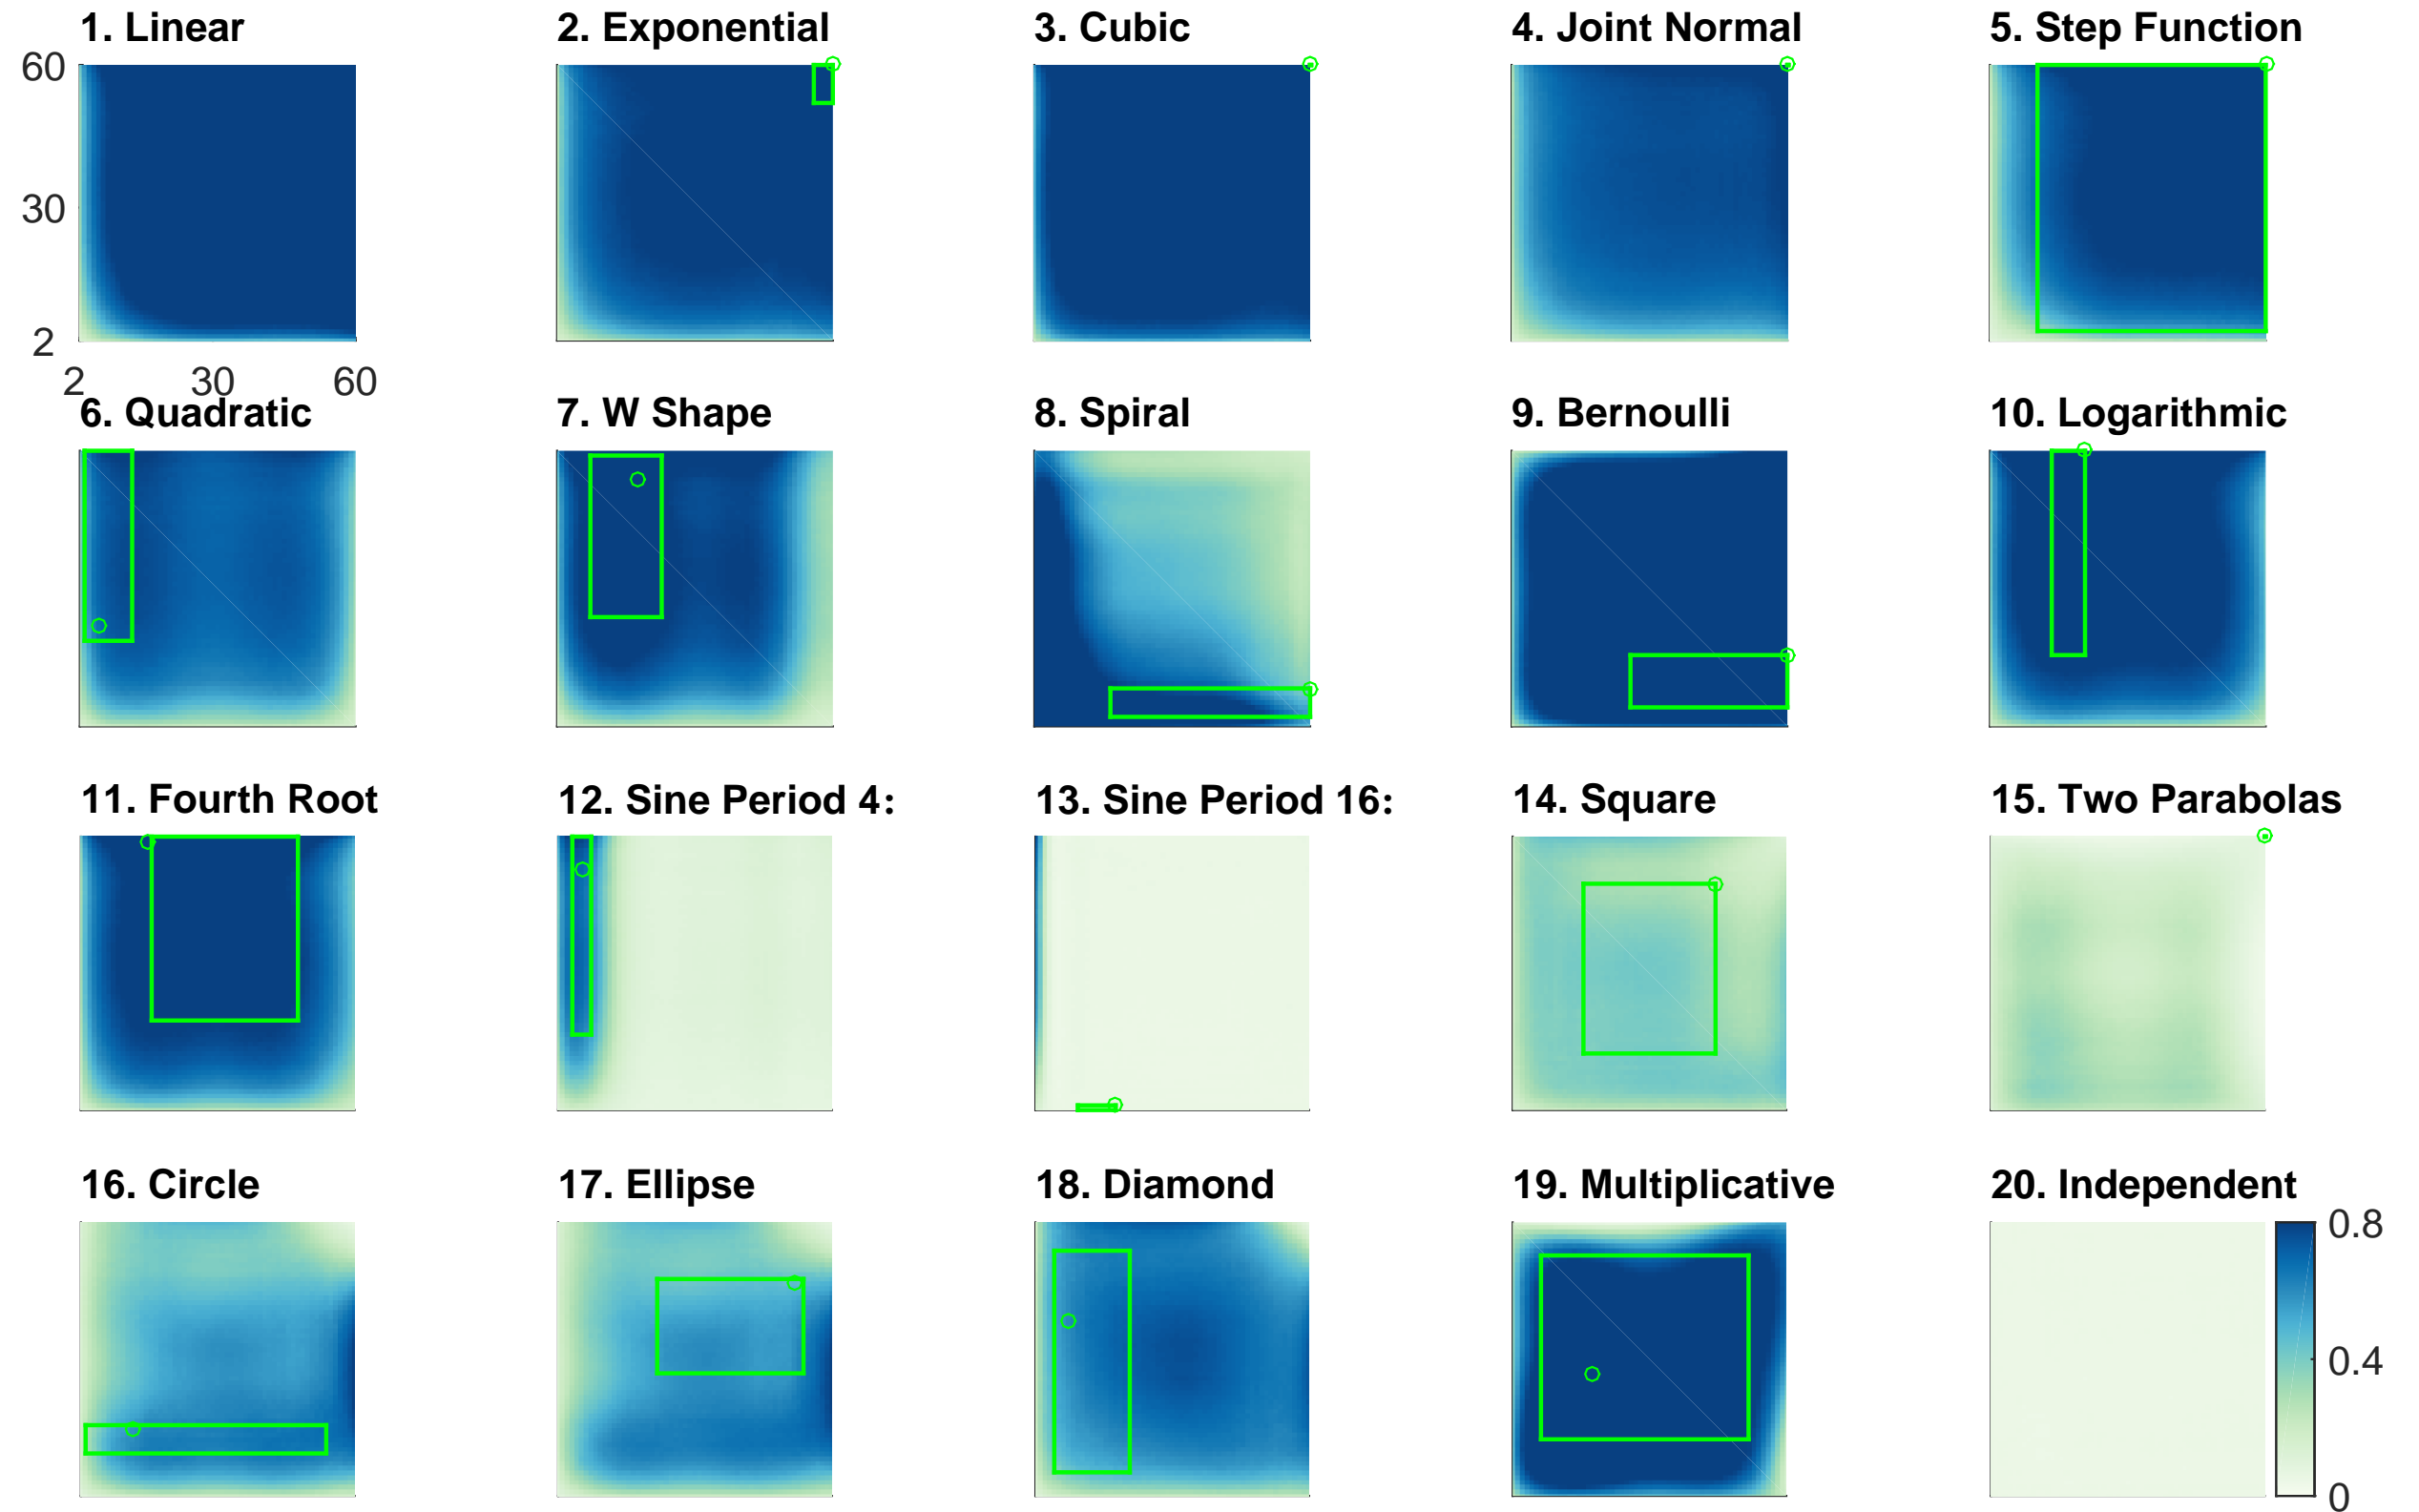 1. Linear
2. Exponential
3. Cubic
4. Joint Normal
5. Step Function
60
30
2
2
30
60
6. Quadratic
7. W Shape
8. Spiral
9. Bernoulli
10. Logarithmic
11. Fourth Root
12. Sine Period 4:
13. Sine Period 16:
14. Square
15. Two Parabolas
16. Circle
17. Ellipse
18. Diamond
19. Multiplicative
20. Independent
0.8
0.4
0